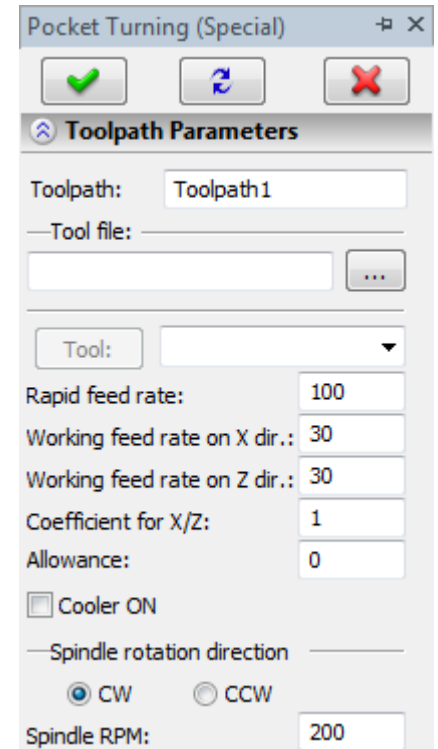 Pocket Turning (Special)
Toolpath Parameters
Toolpath: Toolpath1
Tool file:
...
Tool:
Rapid feed rate: 100
Working feed rate on X dir.: 30
Working feed rate on Z dir.: 30
Coefficient for X/Z: 1
Allowance: 0
Cooler ON
Spindle rotation direction
CW CCW
Spindle RPM: 200